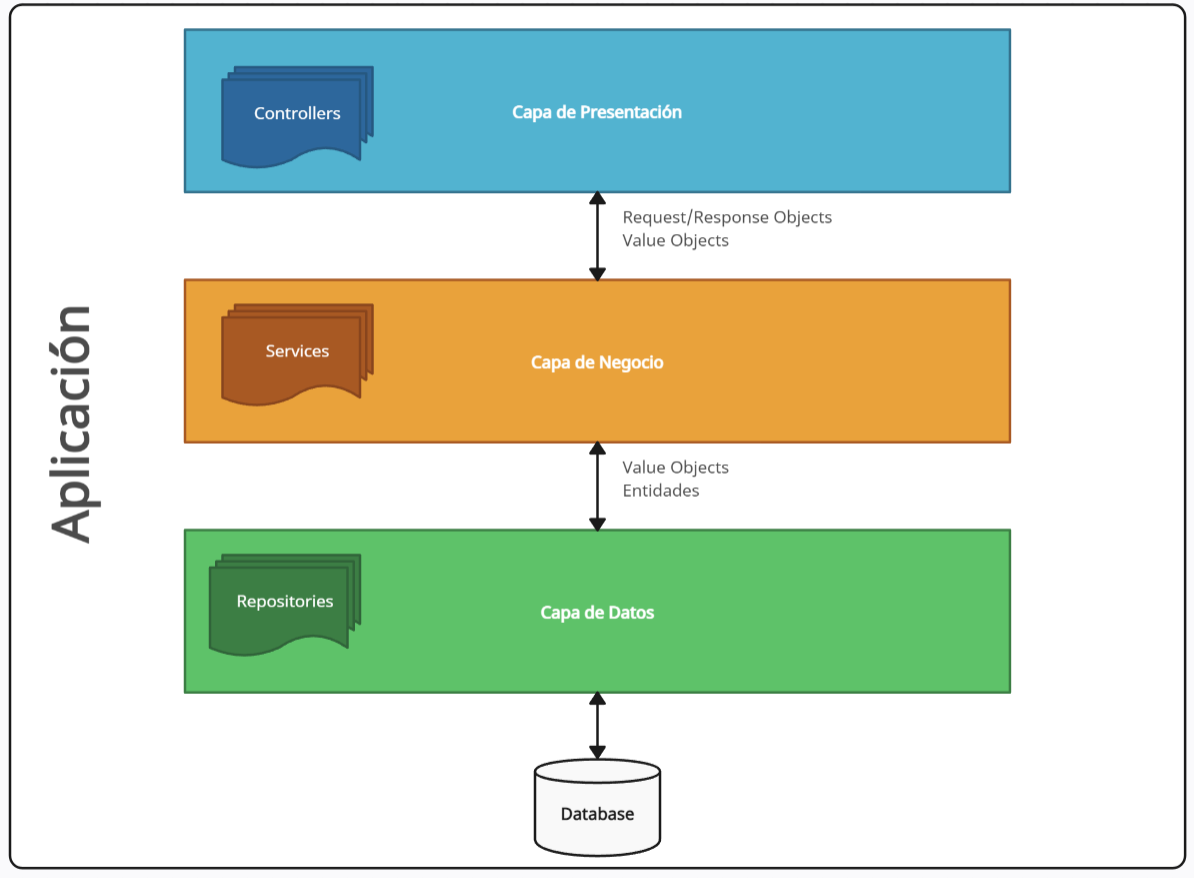 Controllers
Capa de Presentación
Request/Response Objects
Value Objects
Aplicación
Services
Capa de Negocio
Value Objects
Entidades
Repositories
Capa de Datos
Database